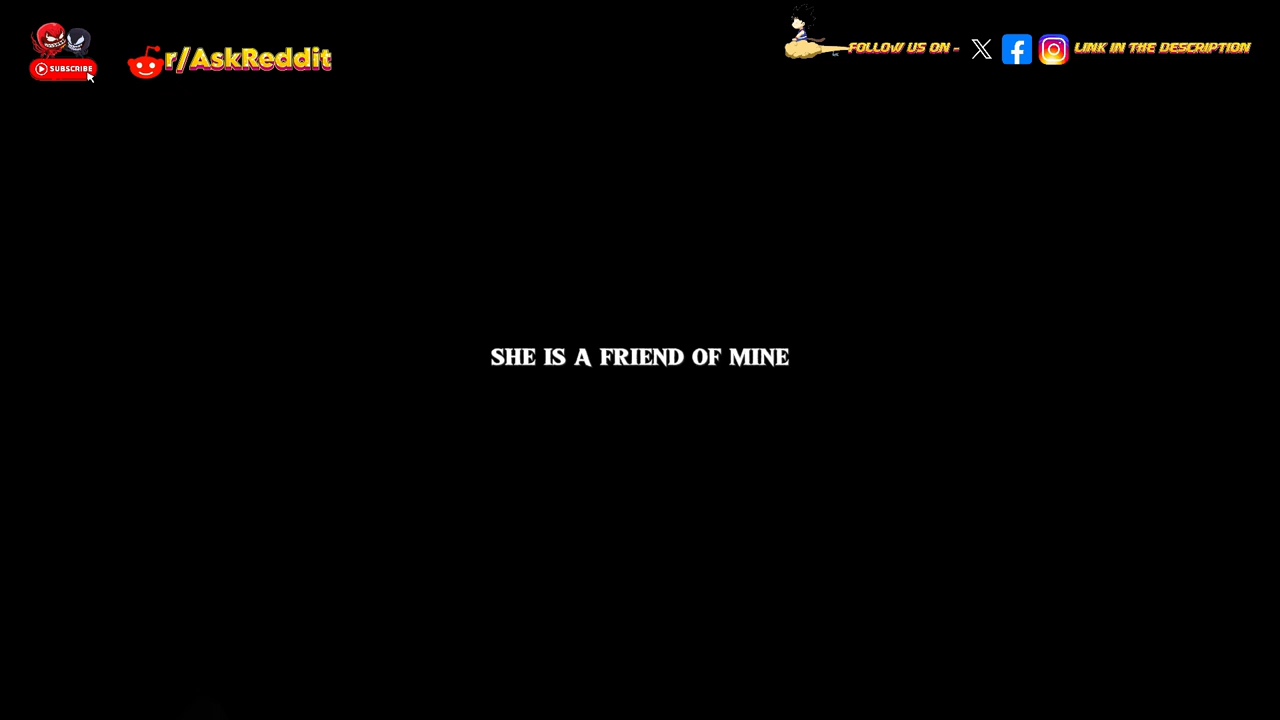 SUBSCRIBE
r/AskReddit
FOLLOW US ON -
LINK IN THE DESCRIPTION
SHE IS A FRIEND OF MINE